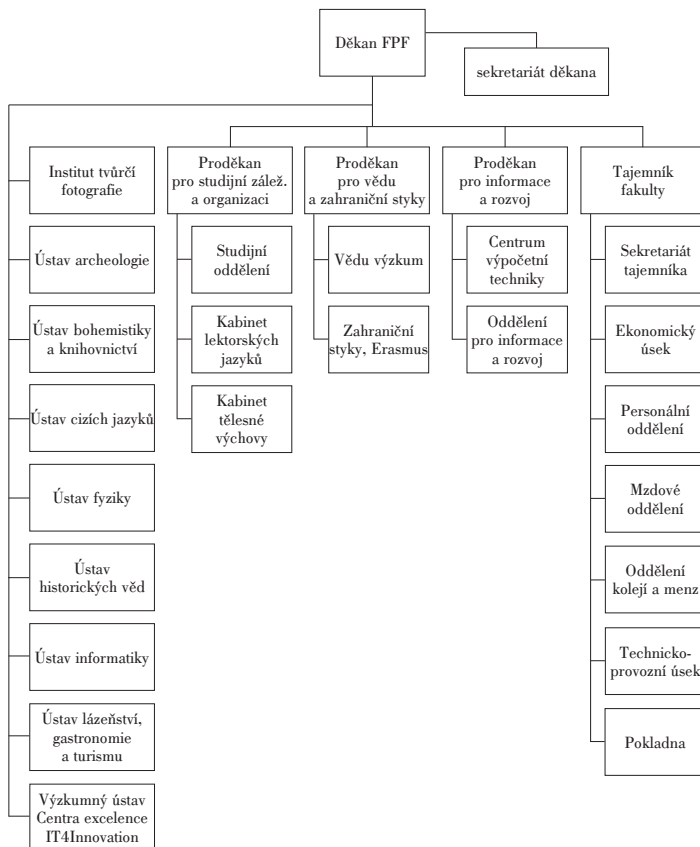 Děkan FPF
sekretariát děkana
Institut tvůrčí
fotografie
Ústav archeologie
Ústav bohemistiky
a knihovnictví
Ústav cizích jazyků
Ústav fyziky
Ústav
historických věd
Ústav informatiky
Ústav lázeňství,
gastronomie
a turismu
Výzkumný ústav
Centra excelence
IT4Innovation
Proděkan
pro studijní zálež.
a organizaci
Studijní
oddělení
Kabinet
lektorských
jazyků
Kabinet
tělesné
výchovy
Proděkan
pro vědu
a zahraniční styky
Vědu výzkum
Zahraniční
styky, Erasmus
Proděkan
pro informace
a rozvoj
Centrum
výpočetní
techniky
Oddělení
pro informace
a rozvoj
Tajemník
fakulty
Sekretariát
tajemníka
Ekonomický
úsek
Personální
oddělení
Mzdové
oddělení
Oddělení
kolejí a menz
Technicko-
provozní úsek
Pokladna